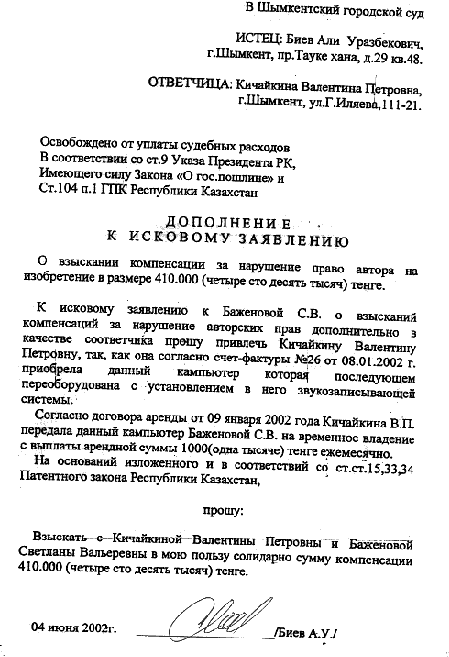 В Шымкентский городской суд
ИСТЕЦ: Биев Али Уразбекович,
г.Шымкент, пр.Тауке хана, д.29 кв.48.
ОТВЕТЧИЦА: Кичайкина Валентина Петровна,
г.Шымкент, ул.Г.Иляева,111-21.
Освобождено от уплаты судебных расходов
В соответствии со ст.9 Указа Президента РК,
Имеющего силу Закона «О гос.пошлине» и
Ст.104 п.1 ГПК Республики Казахстан
ДОПОЛНЕНИЕ
К ИСКОВОМУ ЗАЯВЛЕНИЮ
О взыскании компенсации за нарушение право автора на
изобретение в размере 410.000 (четыре сто десять тысяч) тенге.
К исковому заявлению к Баженовой С.В. о взысканий
компенсаций за нарушение авторских прав дополнительно в
качестве соответчика прошу привлечь Кичайкину Валентину
Петровну, так, как она согласно счет-фактуры №26 от 08.01.2002 г.
приобрела данный кампьютер которая последующем
переоборудована с установлением в него звукозаписывающей
системы.
Согласно договора аренды от 09 января 2002 года Кичайкина В.П.
передала данный кампьютер Баженовой С.В. на временное владение
с выплаты арендной суммы 1000(одна тысяче) тенге ежемесячно.
На оснований изложенного и в соответствий со ст.ст.15,33,34
Патентного закона Республики Казахстан,
прошу:
Взыскать с Кичайкиной Валентины Петровны и Баженовой
Светланы Вальеревны в мою пользу солидарно сумму компенсации
410.000 (четыре сто десять тысяч) тенге.
04 июня 2002г. /Биев А.У./